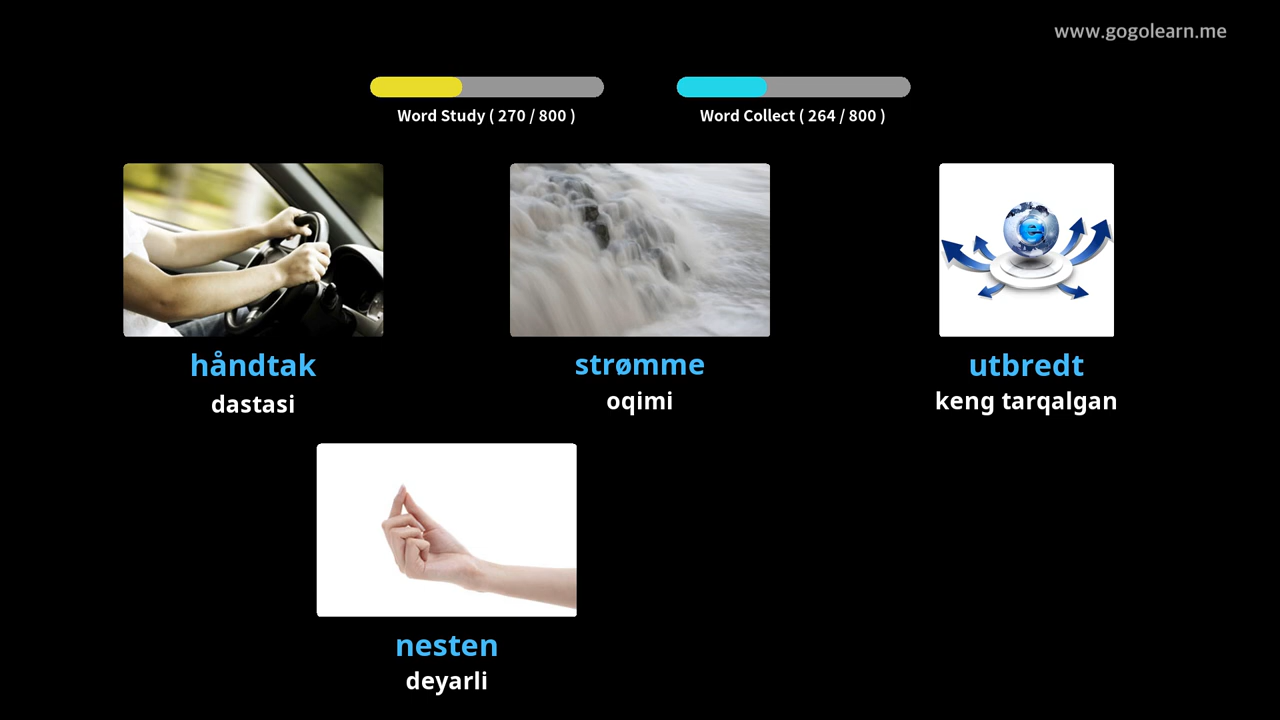 www.gogolearn.me
Word Study ( 270 / 800 )
Word Collect ( 264 / 800 )
håndtak
dastasi
strømme
oqimi
utbredt
keng tarqalgan
nesten
deyarli